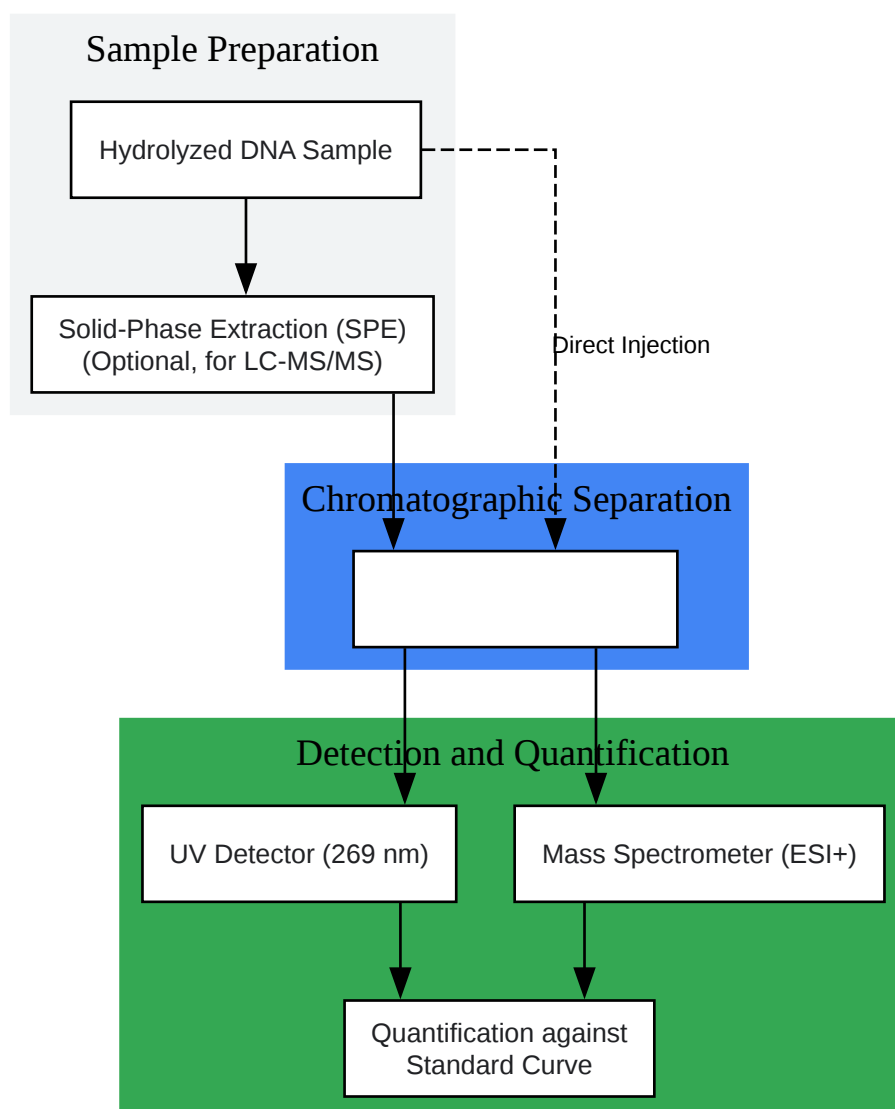 Sample Preparation
Hydrolyzed DNA Sample
Solid-Phase Extraction (SPE)
(Optional, for LC-MS/MS)
Direct Injection
Chromatographic Separation
Detection and Quantification
UV Detector (269 nm)
Mass Spectrometer (ESI+)
Quantification against
Standard Curve